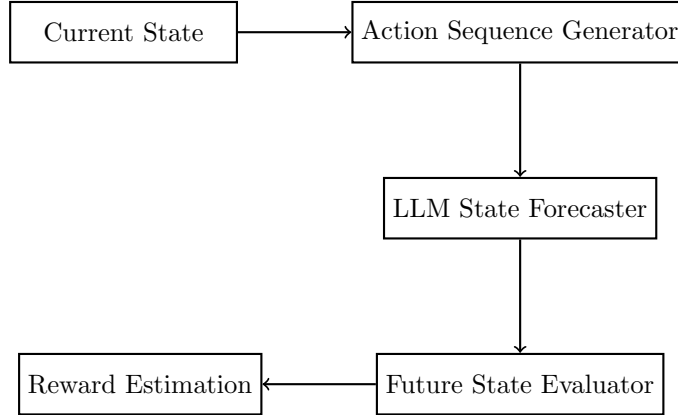 Current State
Action Sequence Generator
LLM State Forecaster
Reward Estimation
Future State Evaluator